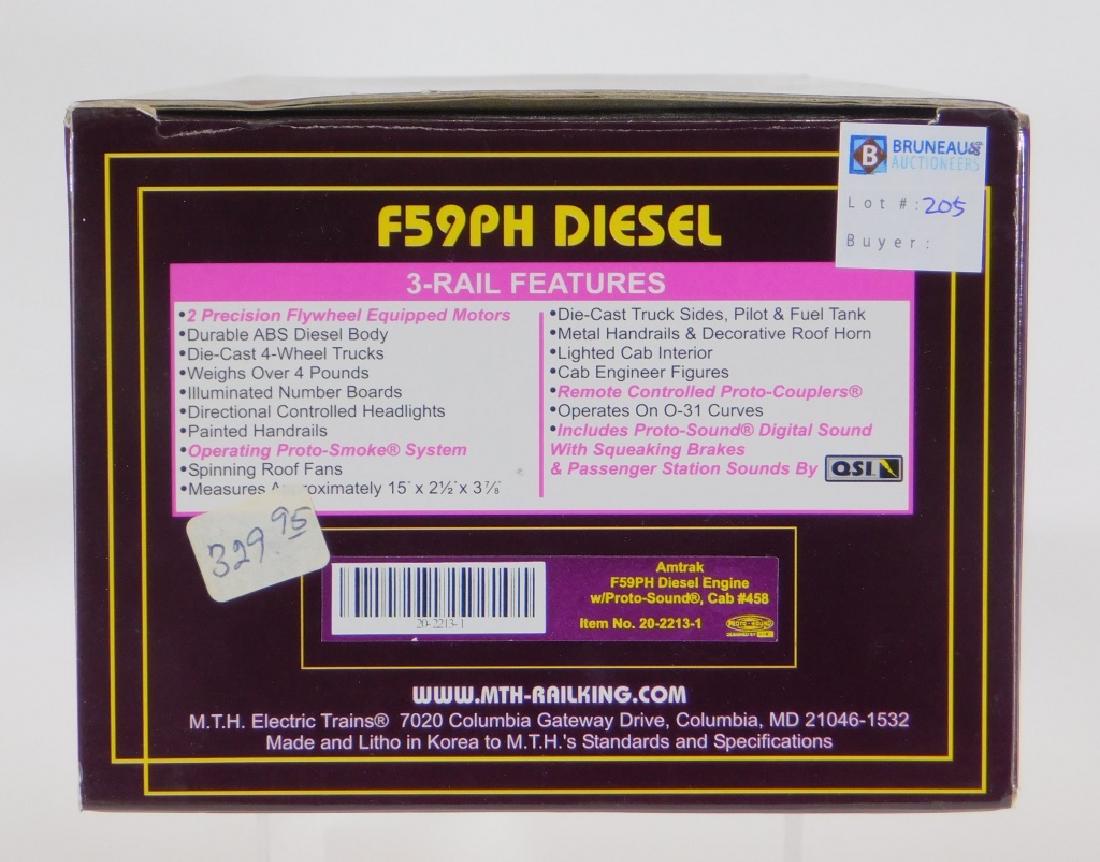 B BRUNEAU & CO
AUCTIONEERS
Lot #: 205
Buyer:
F59PH DIESEL
3-RAIL FEATURES
•2 Precision Flywheel Equipped Motors
•Durable ABS Diesel Body
•Die-Cast 4-Wheel Trucks
•Weighs Over 4 Pounds
•Illuminated Number Boards
•Directional Controlled Headlights
•Painted Handrails
•Operating Proto-Smoke® System
•Spinning Roof Fans
•Measures Approximately 15" x 2½" x 3⅞"
•Die-Cast Truck Sides, Pilot & Fuel Tank
•Metal Handrails & Decorative Roof Horn
•Lighted Cab Interior
•Cab Engineer Figures
•Remote Controlled Proto-Couplers®
•Operates On O-31 Curves
•Includes Proto-Sound® Digital Sound
With Squeaking Brakes
& Passenger Station Sounds By QSI
329.95
20-2213-1
Amtrak
F59PH Diesel Engine
w/Proto-Sound®, Cab #458
Item No. 20-2213-1
PROTO-SOUND
DESIGNED BY
WWW.MTH-RAILKING.COM
M.T.H. Electric Trains® 7020 Columbia Gateway Drive, Columbia, MD 21046-1532
Made and Litho in Korea to M.T.H.'s Standards and Specifications